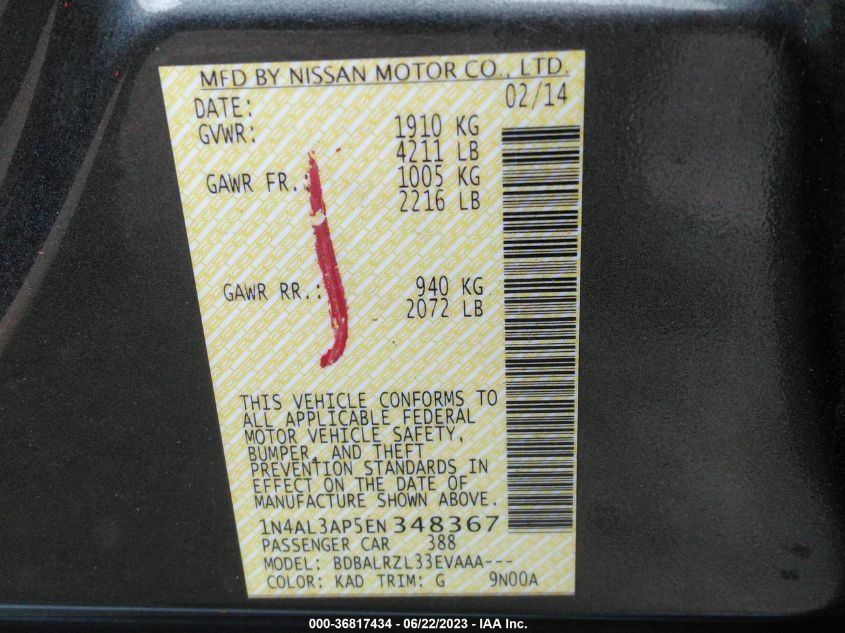 MFD BY NISSAN MOTOR CO., LTD.
DATE: 02/14
GVWR: 1910 KG
4211 LB
GAWR FR.: 1005 KG
2216 LB
GAWR RR.: 940 KG
2072 LB
THIS VEHICLE CONFORMS TO
ALL APPLICABLE FEDERAL
MOTOR VEHICLE SAFETY,
BUMPER, AND THEFT
PREVENTION STANDARDS IN
EFFECT ON THE DATE OF
MANUFACTURE SHOWN ABOVE.
1N4AL3AP5EN348367
PASSENGER CAR 388
MODEL: BDBALRZL33EVAAA---
COLOR: KAD TRIM: G 9N00A
000-36817434 - 06/22/2023 - IAA Inc.